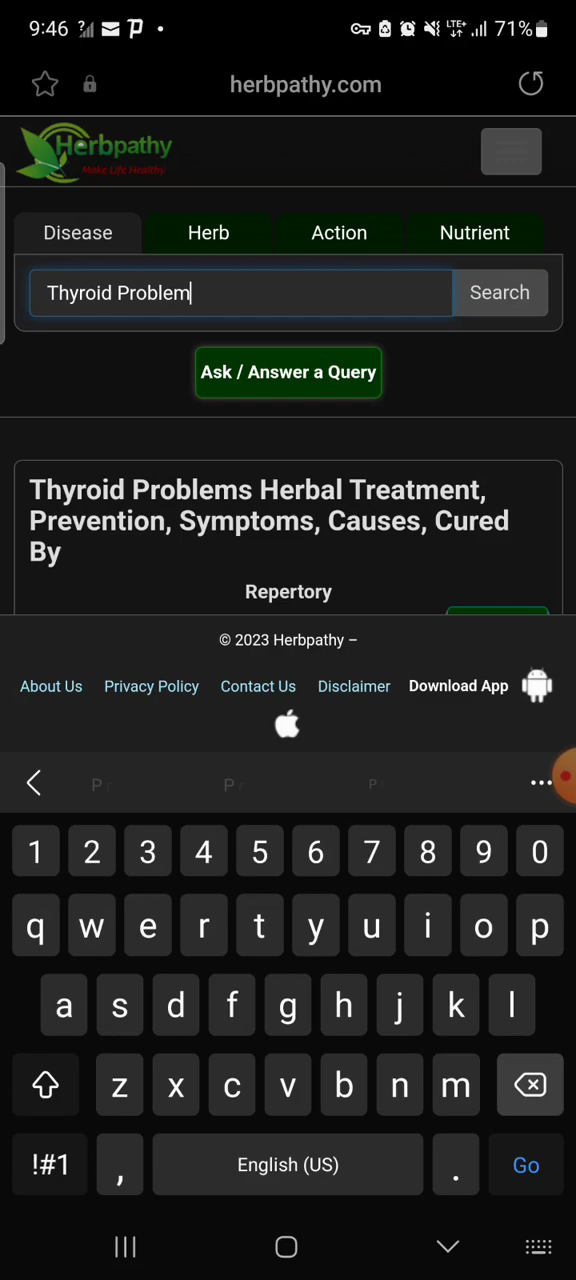 9:46
LTE+
71%
herbpathy.com
Herbpathy
Make Life Healthy
Disease Herb Action Nutrient
Thyroid Problem Search
Ask / Answer a Query
Thyroid Problems Herbal Treatment,
Prevention, Symptoms, Causes, Cured
By
Repertory
© 2023 Herbpathy –
About Us Privacy Policy Contact Us Disclaimer Download App
1 2 3 4 5 6 7 8 9 0
q w e r t y u i o p
a s d f g h j k l
z x c v b n m
!#1 , English (US) . Go